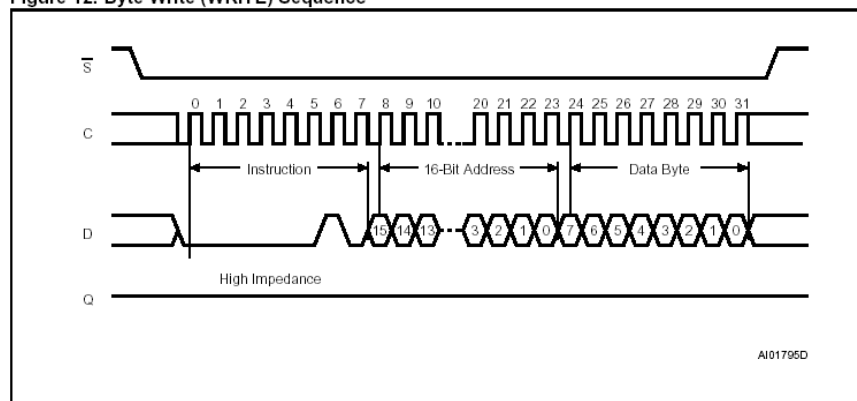 Figure 12. Byte Write (WRITE) Sequence
S
0 1 2 3 4 5 6 7 8 9 10 20 21 22 23 24 25 26 27 28 29 30 31
C
Instruction 16-Bit Address Data Byte
D 15 14 13 3 2 1 0 7 6 5 4 3 2 1 0
High Impedance
Q
AI01795D